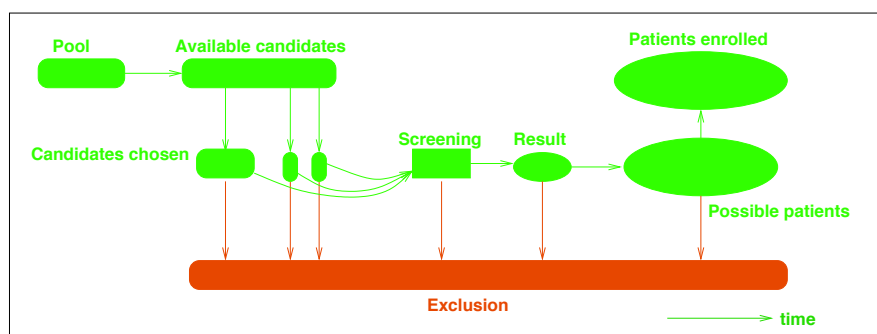 Pool
Available candidates
Patients enrolled
Candidates chosen
Screening
Result
Possible patients
Exclusion
time